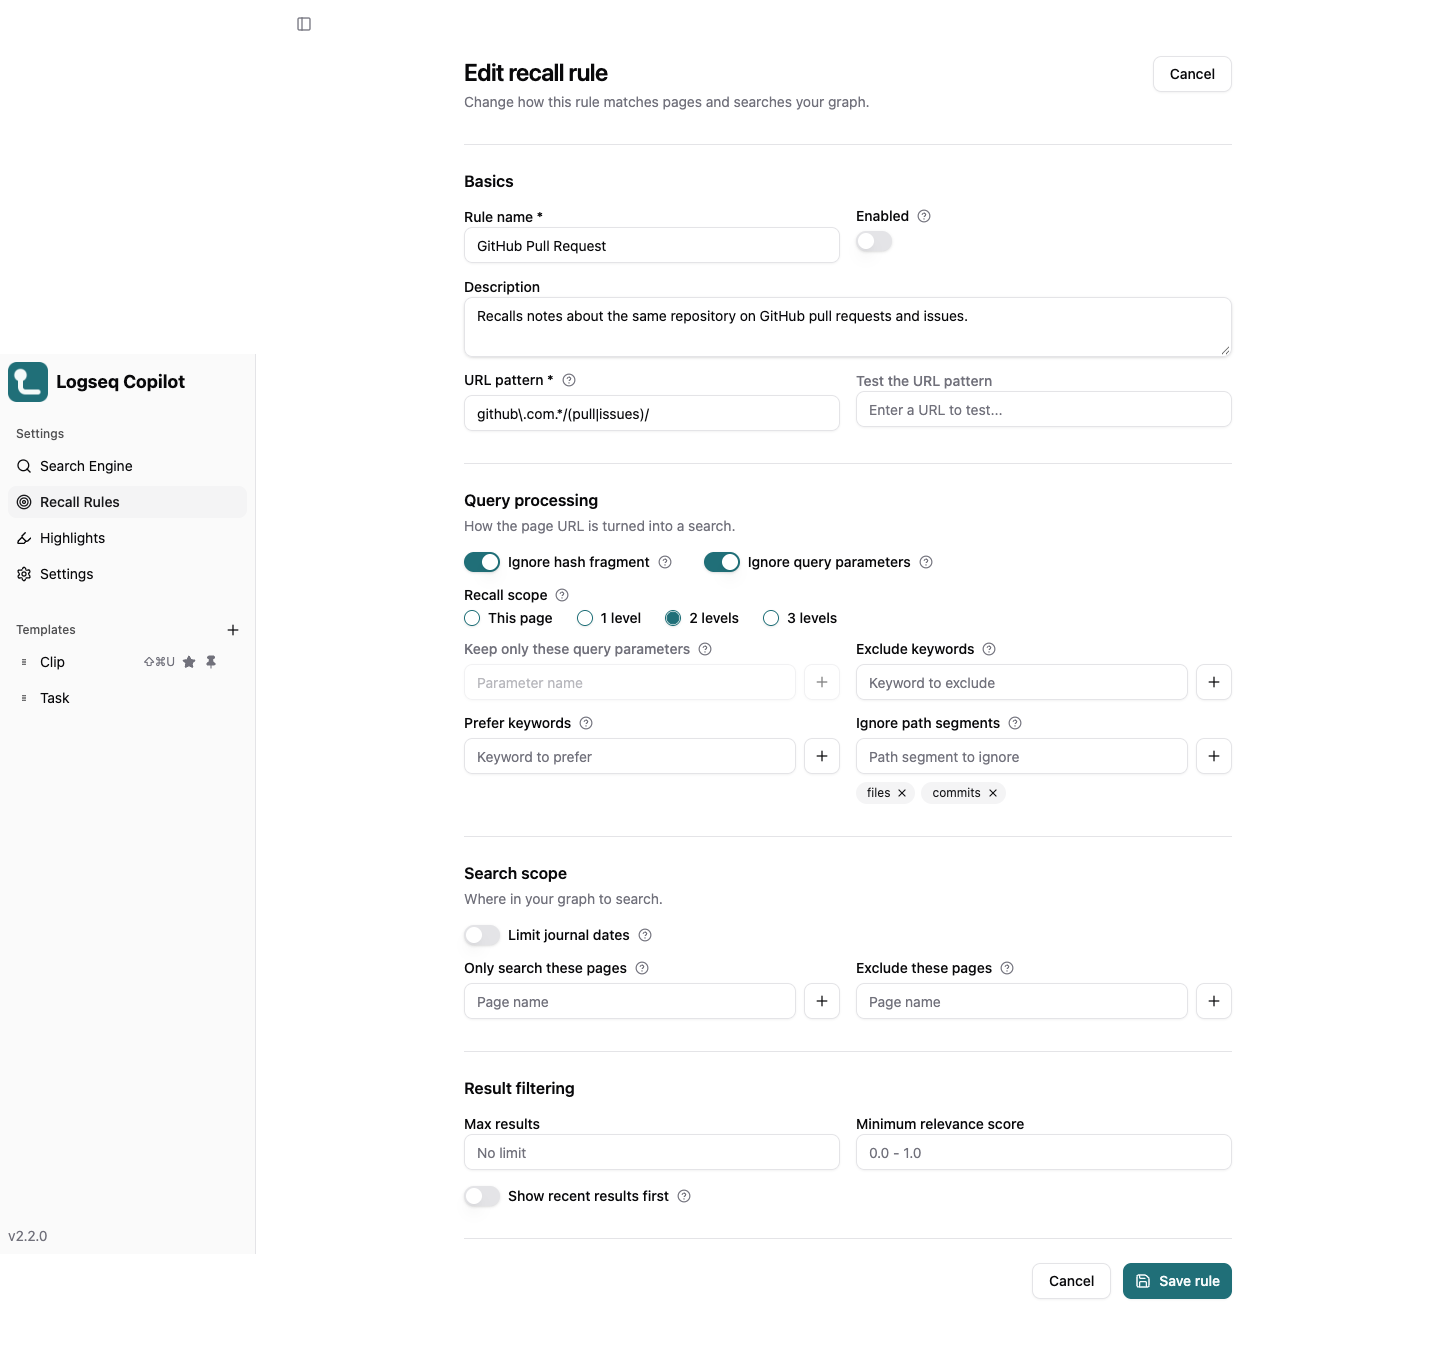 Edit recall rule
Cancel
Change how this rule matches pages and searches your graph.
Basics
Rule name *
Enabled
GitHub Pull Request
Description
Recalls notes about the same repository on GitHub pull requests and issues.
URL pattern *
Test the URL pattern
github\.com.*/(pull|issues)/
Enter a URL to test...
Query processing
How the page URL is turned into a search.
Ignore hash fragment
Ignore query parameters
Recall scope
This page
1 level
2 levels
3 levels
Keep only these query parameters
Exclude keywords
Parameter name
Keyword to exclude
Prefer keywords
Ignore path segments
Keyword to prefer
Path segment to ignore
files
commits
Search scope
Where in your graph to search.
Limit journal dates
Only search these pages
Exclude these pages
Page name
Page name
Result filtering
Max results
Minimum relevance score
No limit
0.0 - 1.0
Show recent results first
Cancel
Save rule
Logseq Copilot
Settings
Search Engine
Recall Rules
Highlights
Settings
Templates
Clip
⇧⌘U
Task
v2.2.0